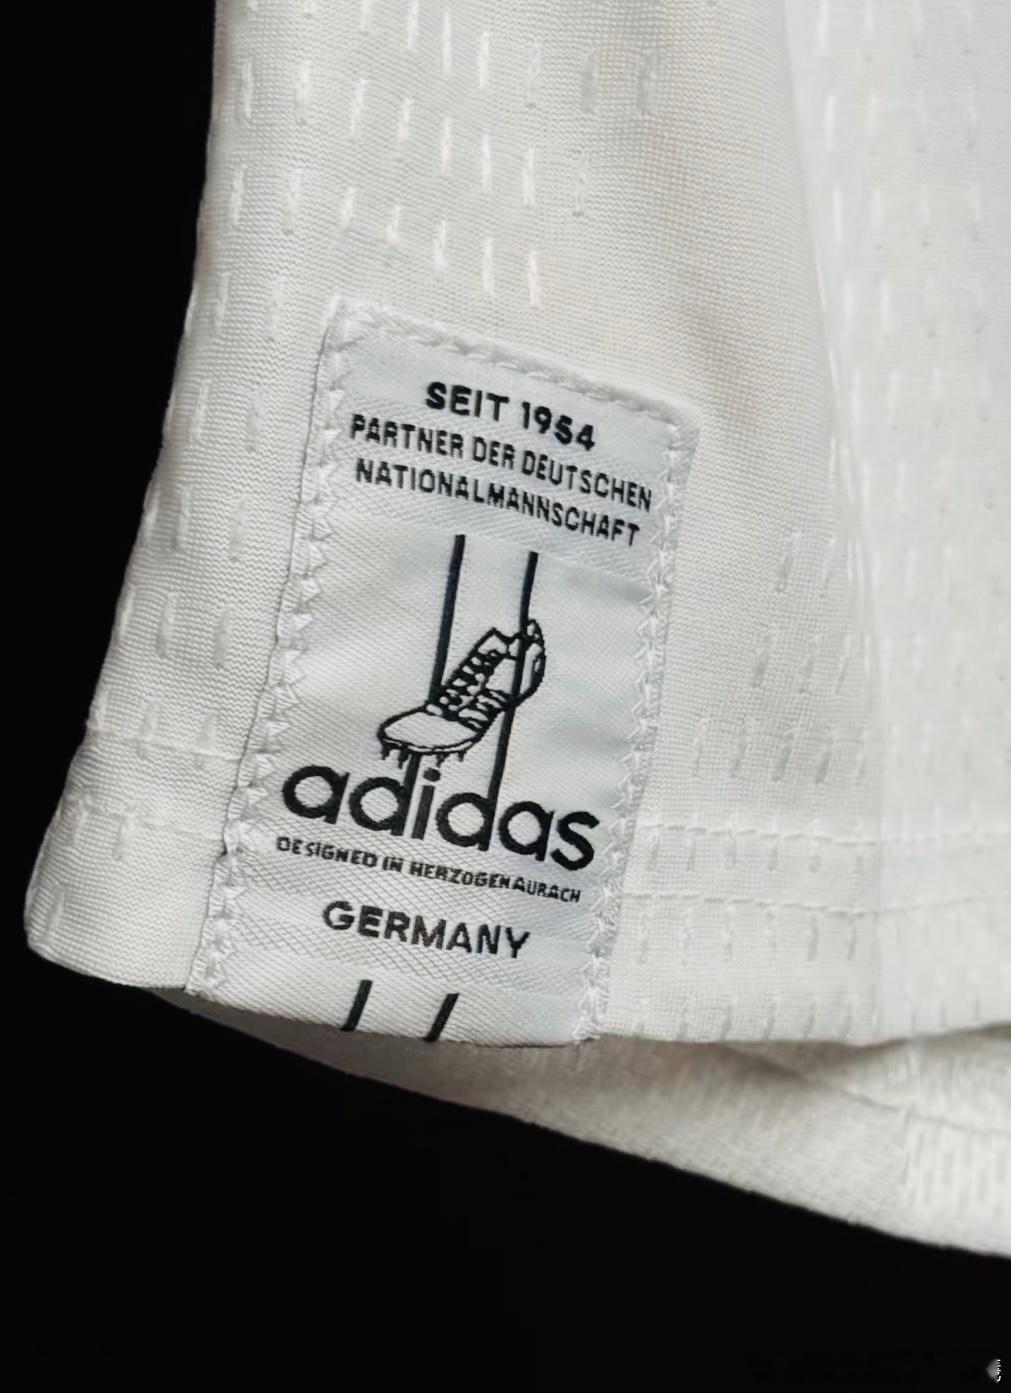 SEIT 1954
PARTNER DER DEUTSCHEN
NATIONALMANNSCHAFT
adidas
DESIGNED IN HERZOGENAURACH
GERMANY